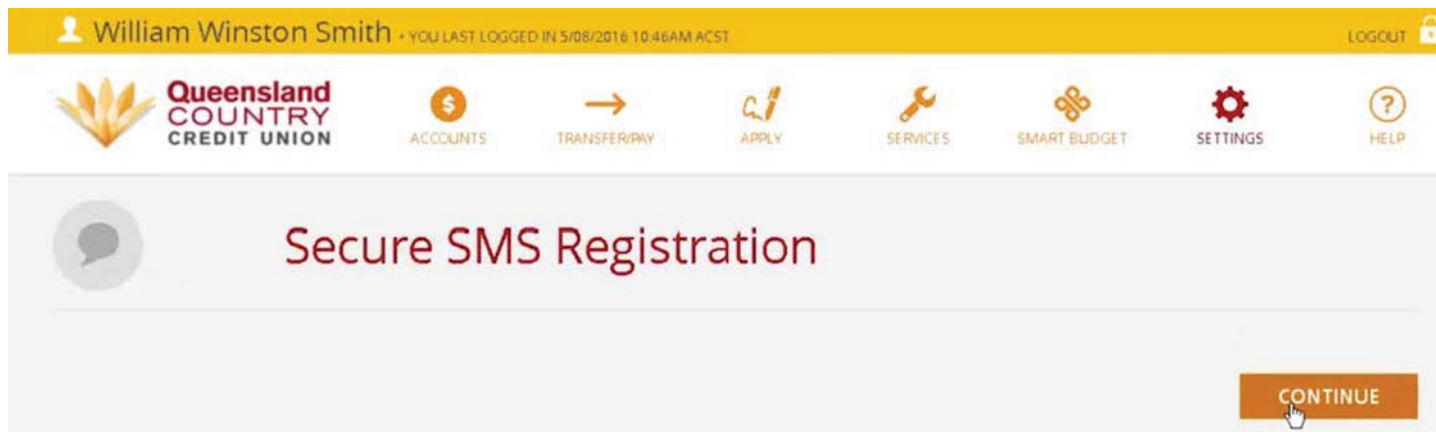 William Winston Smith • YOU LAST LOGGED IN 5/08/2016 10:46AM ACST LOGOUT
Queensland
COUNTRY
CREDIT UNION
ACCOUNTS TRANSFER/PAY APPLY SERVICES SMART BUDGET SETTINGS HELP
Secure SMS Registration
CONTINUE